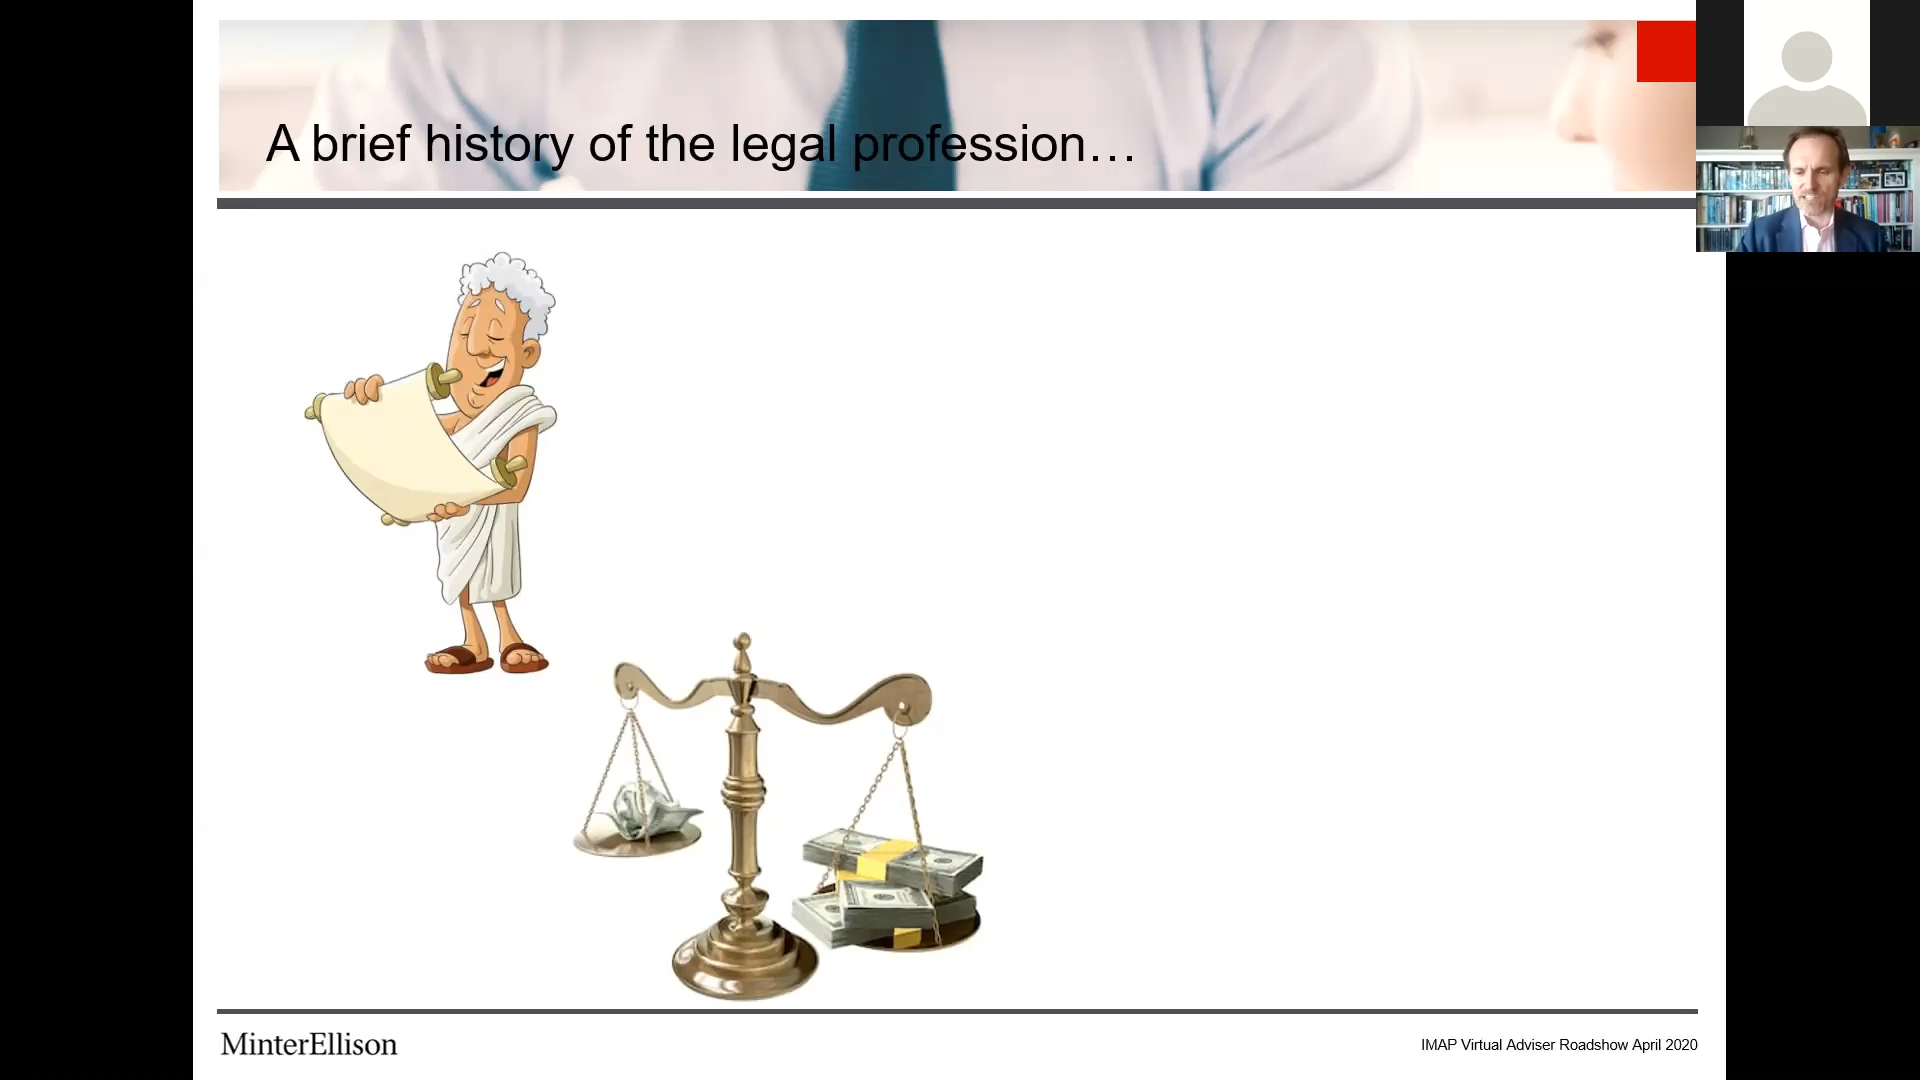 A brief history of the legal profession…
MinterEllison
IMAP Virtual Adviser Roadshow April 2020